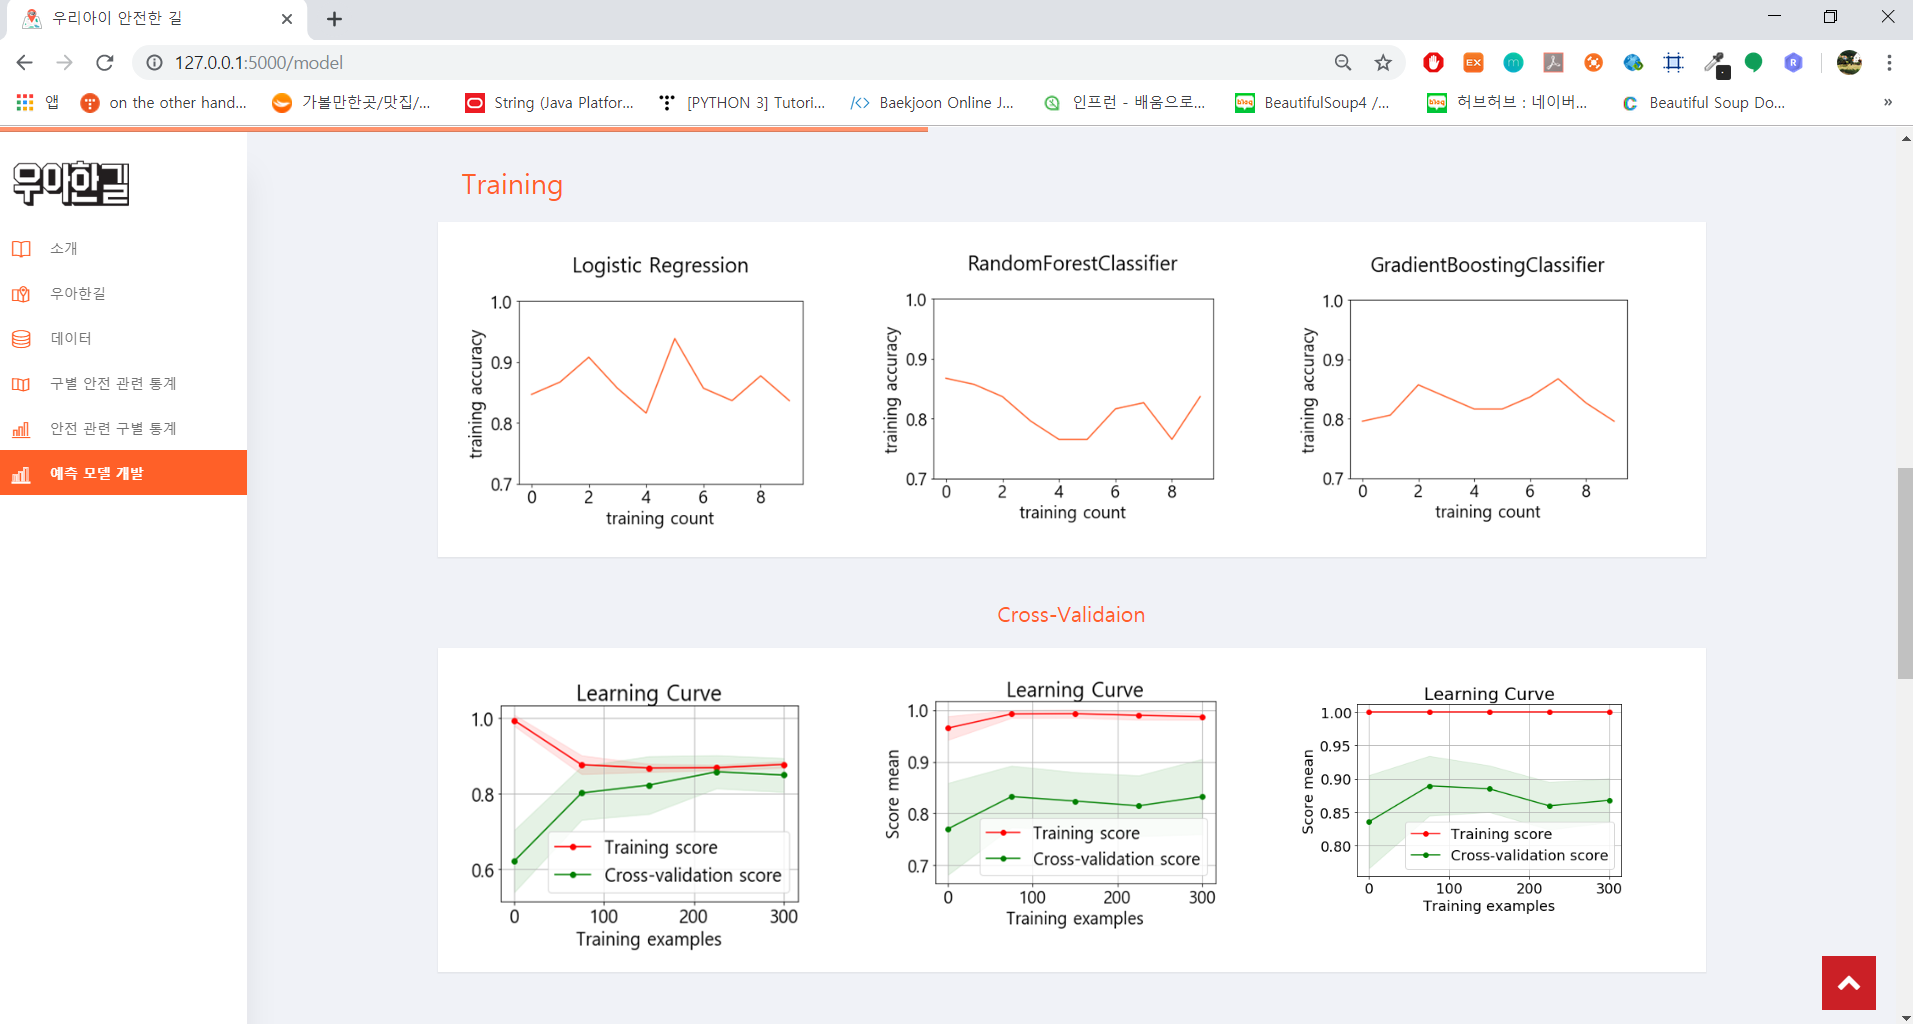 우리아이 안전한 길
127.0.0.1:5000/model
앱
on the other hand...
가볼만한곳/맛집/...
String (Java Platfor...
[PYTHON 3] Tutori...
Baekjoon Online J...
인프런 - 배움으로...
BeautifulSoup4 /...
허브허브 : 네이버...
Beautiful Soup Do...
»
우아한길
소개
우아한길
데이터
구별 안전 관련 통계
안전 관련 구별 통계
예측 모델 개발
Training
Logistic Regression
1.0
0.9
0.8
0.7
training accuracy
0 2 4 6 8
training count
RandomForestClassifier
1.0
0.9
0.8
0.7
training accuracy
0 2 4 6 8
training count
GradientBoostingClassifier
1.0
0.9
0.8
0.7
training accuracy
0 2 4 6 8
training count
Cross-Validaion
Learning Curve
1.0
0.8
0.6
Training score
Cross-validation score
0 100 200 300
Training examples
Learning Curve
1.0
0.9
0.8
0.7
Score mean
Training score
Cross-validation score
0 100 200 300
Training examples
Learning Curve
1.00
0.95
0.90
0.85
0.80
Score mean
Training score
Cross-validation score
0 100 200 300
Training examples